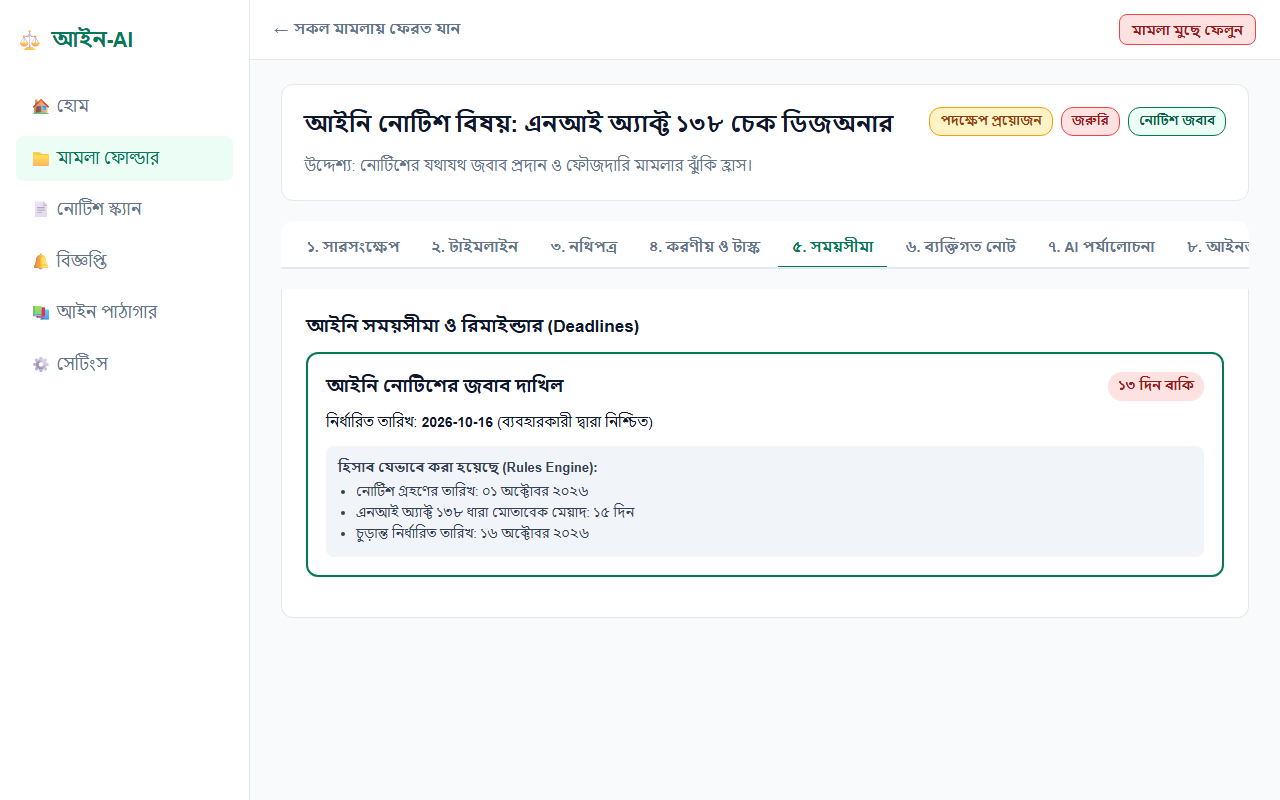 আইন-AI
← সকল মামলায় ফেরত যান
মামলা মুছে ফেলুন
হোম
মামলা ফোল্ডার
নোটিশ স্ক্যান
বিজ্ঞপ্তি
আইন পাঠাগার
সেটিংস
আইনি নোটিশ বিষয়: এনআই অ্যাক্ট ১৩৮ চেক ডিজঅনার
পদক্ষেপ প্রয়োজন
জরুরি
নোটিশ জবাব
উদ্দেশ্য: নোটিশের যথাযথ জবাব প্রদান ও ফৌজদারি মামলার ঝুঁকি হ্রাস।
১. সারসংক্ষেপ
২. টাইমলাইন
৩. নথিপত্র
৪. করণীয় ও টাস্ক
৫. সময়সীমা
৬. ব্যক্তিগত নোট
৭. AI পর্যালোচনা
৮.
আইনি সময়সীমা ও রিমাইন্ডার (Deadlines)
আইনি নোটিশের জবাব দাখিল
১৩ দিন বাকি
নির্ধারিত তারিখ: 2026-10-16 (ব্যবহারকারী দ্বারা নিশ্চিত)
হিসাব যেভাবে করা হয়েছে (Rules Engine):
• নোটিশ গ্রহণের তারিখ: ০১ অক্টোবর ২০২৬
• এনআই অ্যাক্ট ১৩৮ ধারা মোতাবেক মেয়াদ: ১৫ দিন
• চূড়ান্ত নির্ধারিত তারিখ: ১৬ অক্টোবর ২০২৬